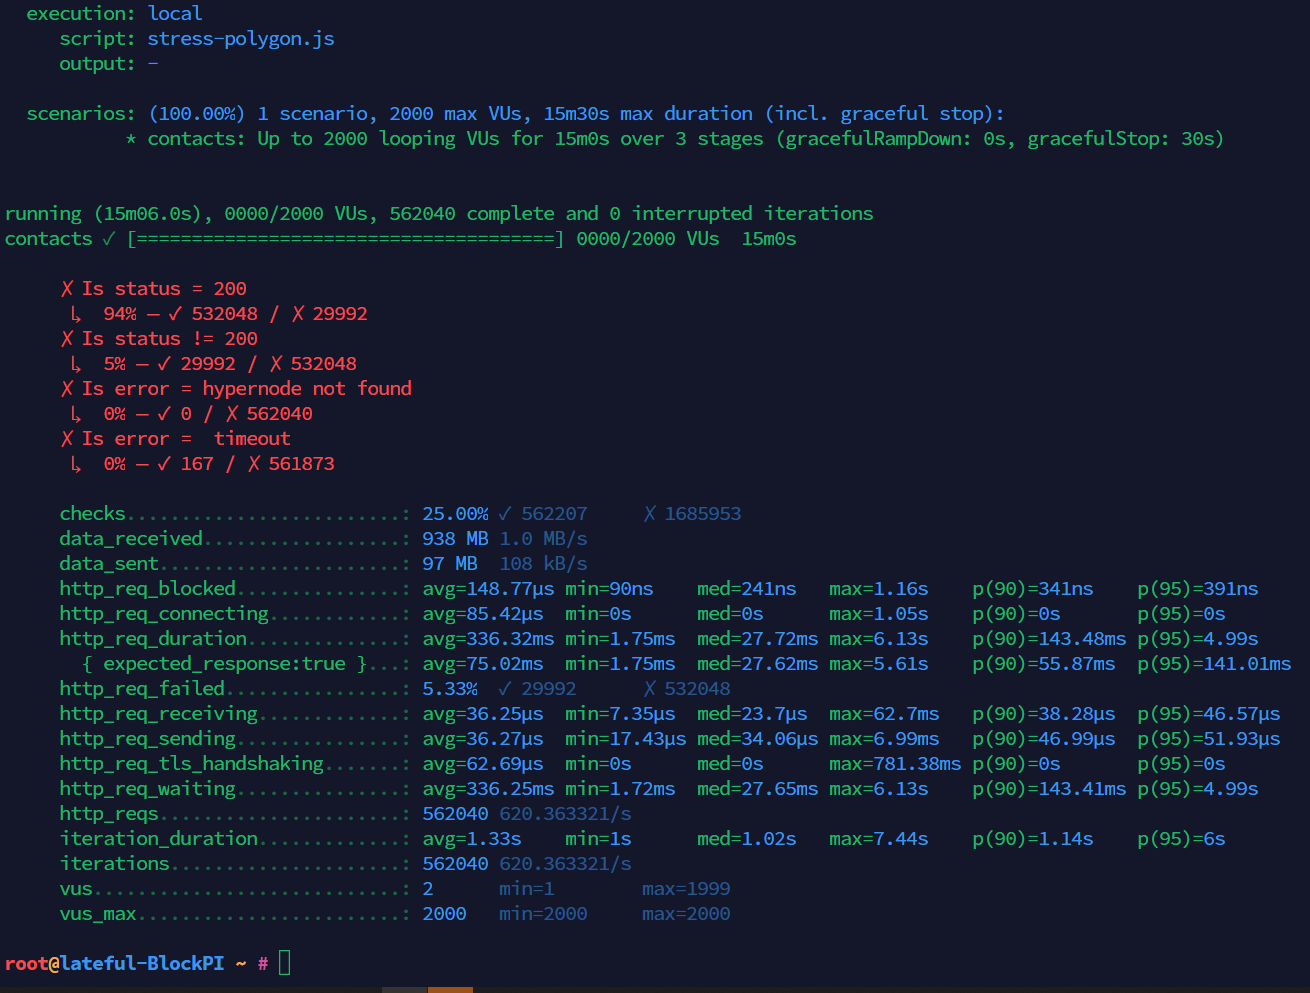 execution: local
script: stress-polygon.js
output: -
scenarios: (100.00%) 1 scenario, 2000 max VUs, 15m30s max duration (incl. graceful stop):
* contacts: Up to 2000 looping VUs for 15m0s over 3 stages (gracefulRampDown: 0s, gracefulStop: 30s)
running (15m06.0s), 0000/2000 VUs, 562040 complete and 0 interrupted iterations
contacts ✓ [======================================] 0000/2000 VUs  15m0s
✗ Is status = 200
↳  94% — ✓ 532048 / ✗ 29992
✗ Is status != 200
↳  5% — ✓ 29992 / ✗ 532048
✗ Is error = hypernode not found
↳  0% — ✓ 0 / ✗ 562040
✗ Is error =  timeout
↳  0% — ✓ 167 / ✗ 561873
checks.........................: 25.00% ✓ 562207     ✗ 1685953
data_received..................: 938 MB 1.0 MB/s
data_sent......................: 97 MB  108 kB/s
http_req_blocked...............: avg=148.77µs min=90ns    med=241ns   max=1.16s    p(90)=341ns    p(95)=391ns
http_req_connecting............: avg=85.42µs  min=0s      med=0s      max=1.05s    p(90)=0s       p(95)=0s
http_req_duration..............: avg=336.32ms min=1.75ms  med=27.72ms max=6.13s    p(90)=143.48ms p(95)=4.99s
{ expected_response:true }...: avg=75.02ms  min=1.75ms  med=27.62ms max=5.61s    p(90)=55.87ms  p(95)=141.01ms
http_req_failed................: 5.33%  ✓ 29992      ✗ 532048
http_req_receiving.............: avg=36.25µs  min=7.35µs  med=23.7µs  max=62.7ms   p(90)=38.28µs  p(95)=46.57µs
http_req_sending...............: avg=36.27µs  min=17.43µs med=34.06µs max=6.99ms   p(90)=46.99µs  p(95)=51.93µs
http_req_tls_handshaking.......: avg=62.69µs  min=0s      med=0s      max=781.38ms p(90)=0s       p(95)=0s
http_req_waiting...............: avg=336.25ms min=1.72ms  med=27.65ms max=6.13s    p(90)=143.41ms p(95)=4.99s
http_reqs......................: 562040 620.363321/s
iteration_duration.............: avg=1.33s    min=1s      med=1.02s   max=7.44s    p(90)=1.14s    p(95)=6s
iterations.....................: 562040 620.363321/s
vus............................: 2      min=1        max=1999
vus_max........................: 2000   min=2000     max=2000
root@lateful-BlockPI ~ #